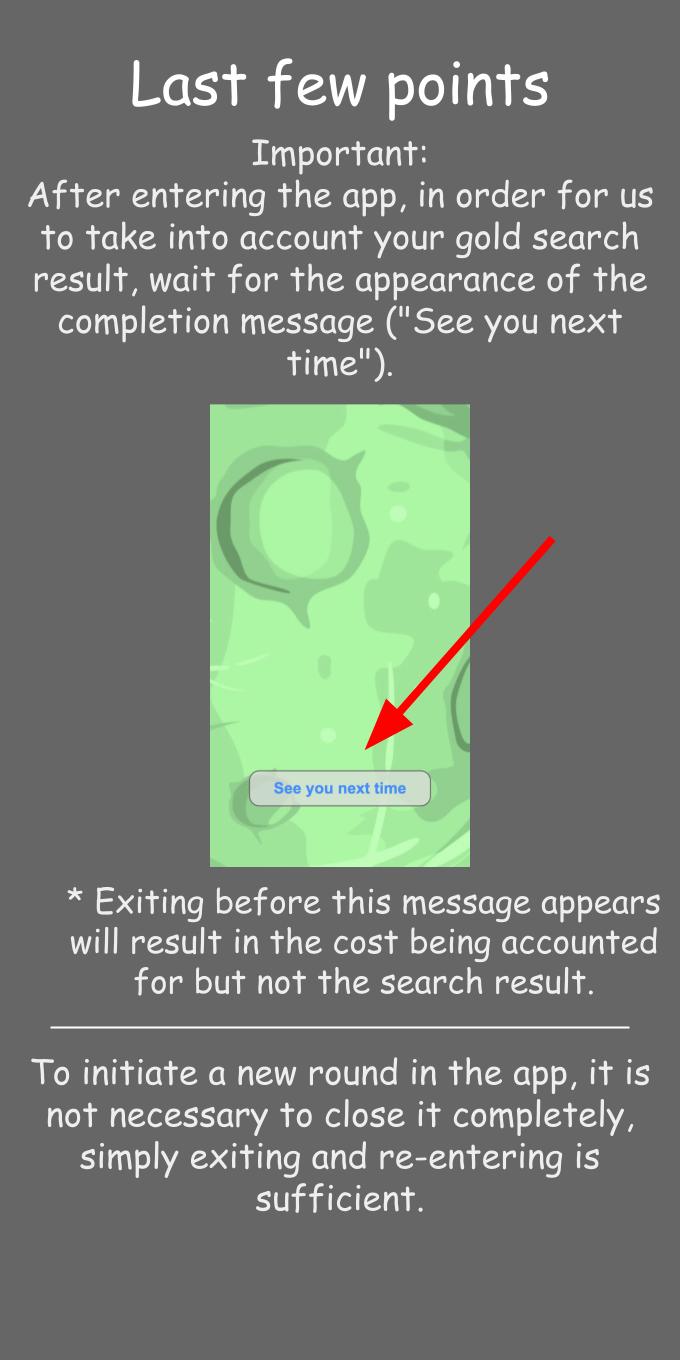 Last few points
Important:
After entering the app, in order for us
to take into account your gold search
result, wait for the appearance of the
completion message ("See you next
time").
See you next time
* Exiting before this message appears
will result in the cost being accounted
for but not the search result.
To initiate a new round in the app, it is
not necessary to close it completely,
simply exiting and re-entering is
sufficient.